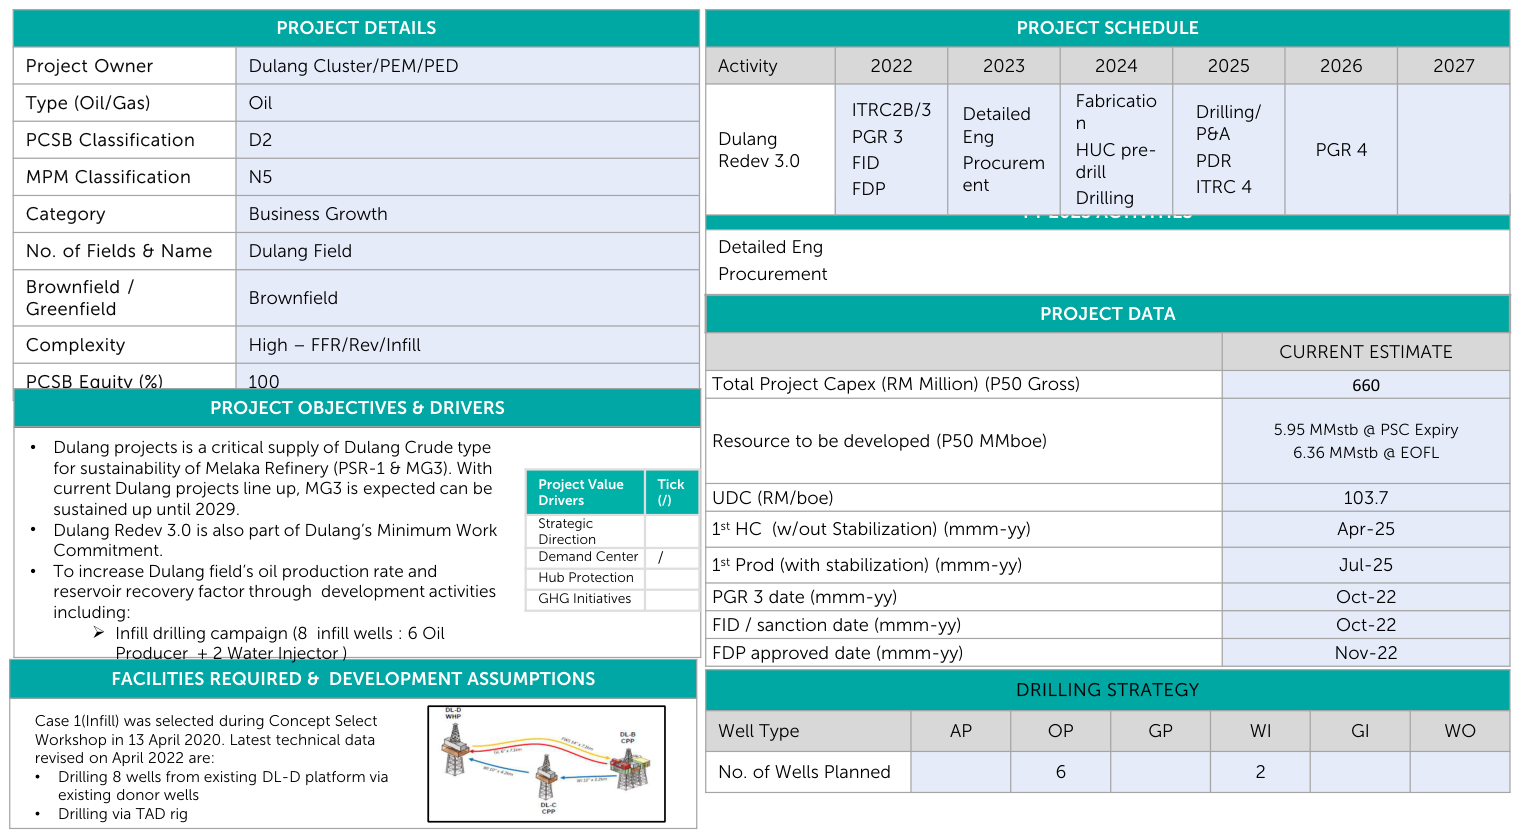 PROJECT DETAILS
Project Owner Dulang Cluster/PEM/PED
Type (Oil/Gas) Oil
PCSB Classification D2
MPM Classification N5
Category Business Growth
No. of Fields & Name Dulang Field
Brownfield /
Greenfield
Brownfield
Complexity High – FFR/Rev/Infill
PCSB Equity (%) 100
PROJECT OBJECTIVES & DRIVERS
• Dulang projects is a critical supply of Dulang Crude type
for sustainability of Melaka Refinery (PSR-1 & MG3). With
current Dulang projects line up, MG3 is expected can be
sustained up until 2029.
• Dulang Redev 3.0 is also part of Dulang's Minimum Work
Commitment.
• To increase Dulang field's oil production rate and
reservoir recovery factor through development activities
including:
➢ Infill drilling campaign (8 infill wells : 6 Oil
Producer + 2 Water Injector )
Project Value
Drivers
Tick
(/)
Strategic
Direction
Demand Center /
Hub Protection
GHG Initiatives
FACILITIES REQUIRED & DEVELOPMENT ASSUMPTIONS
Case 1(Infill) was selected during Concept Select
Workshop in 13 April 2020. Latest technical data
revised on April 2022 are:
• Drilling 8 wells from existing DL-D platform via
existing donor wells
• Drilling via TAD rig
DL-D
WHP
DL-B
CPP
DL-C
CPP
PROJECT SCHEDULE
Activity 2022 2023 2024 2025 2026 2027
Dulang
Redev 3.0
ITRC2B/3
PGR 3
FID
FDP
Detailed
Eng
Procurem
ent
Fabricatio
n
HUC pre-
drill
Drilling
Drilling/
P&A
PDR
ITRC 4
PGR 4
ACTIVITIES
Detailed Eng
Procurement
PROJECT DATA
CURRENT ESTIMATE
Total Project Capex (RM Million) (P50 Gross) 660
Resource to be developed (P50 MMboe)
5.95 MMstb @ PSC Expiry
6.36 MMstb @ EOFL
UDC (RM/boe) 103.7
1st HC (w/out Stabilization) (mmm-yy) Apr-25
1st Prod (with stabilization) (mmm-yy) Jul-25
PGR 3 date (mmm-yy) Oct-22
FID / sanction date (mmm-yy) Oct-22
FDP approved date (mmm-yy) Nov-22
DRILLING STRATEGY
Well Type AP OP GP WI GI WO
No. of Wells Planned 6 2